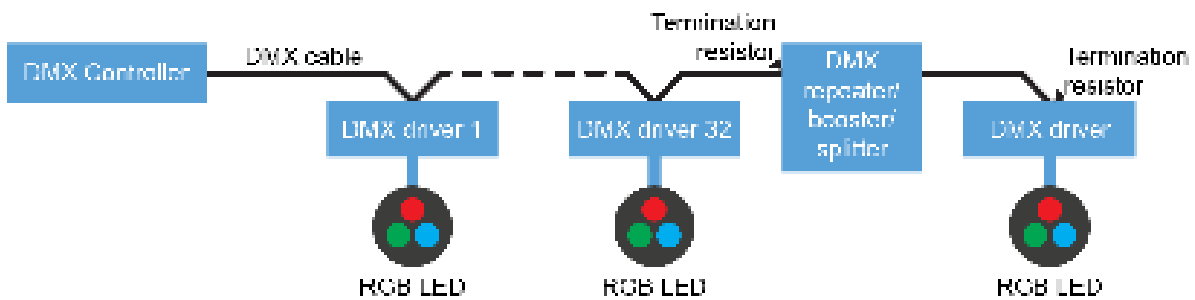 DMX Controller
DMX cable
DMX driver 1
RGB LED
DMX driver 32
RGB LED
Termination
resistor
DMX
repeater/
booster/
splitter
Termination
resistor
DMX driver
RGB LED